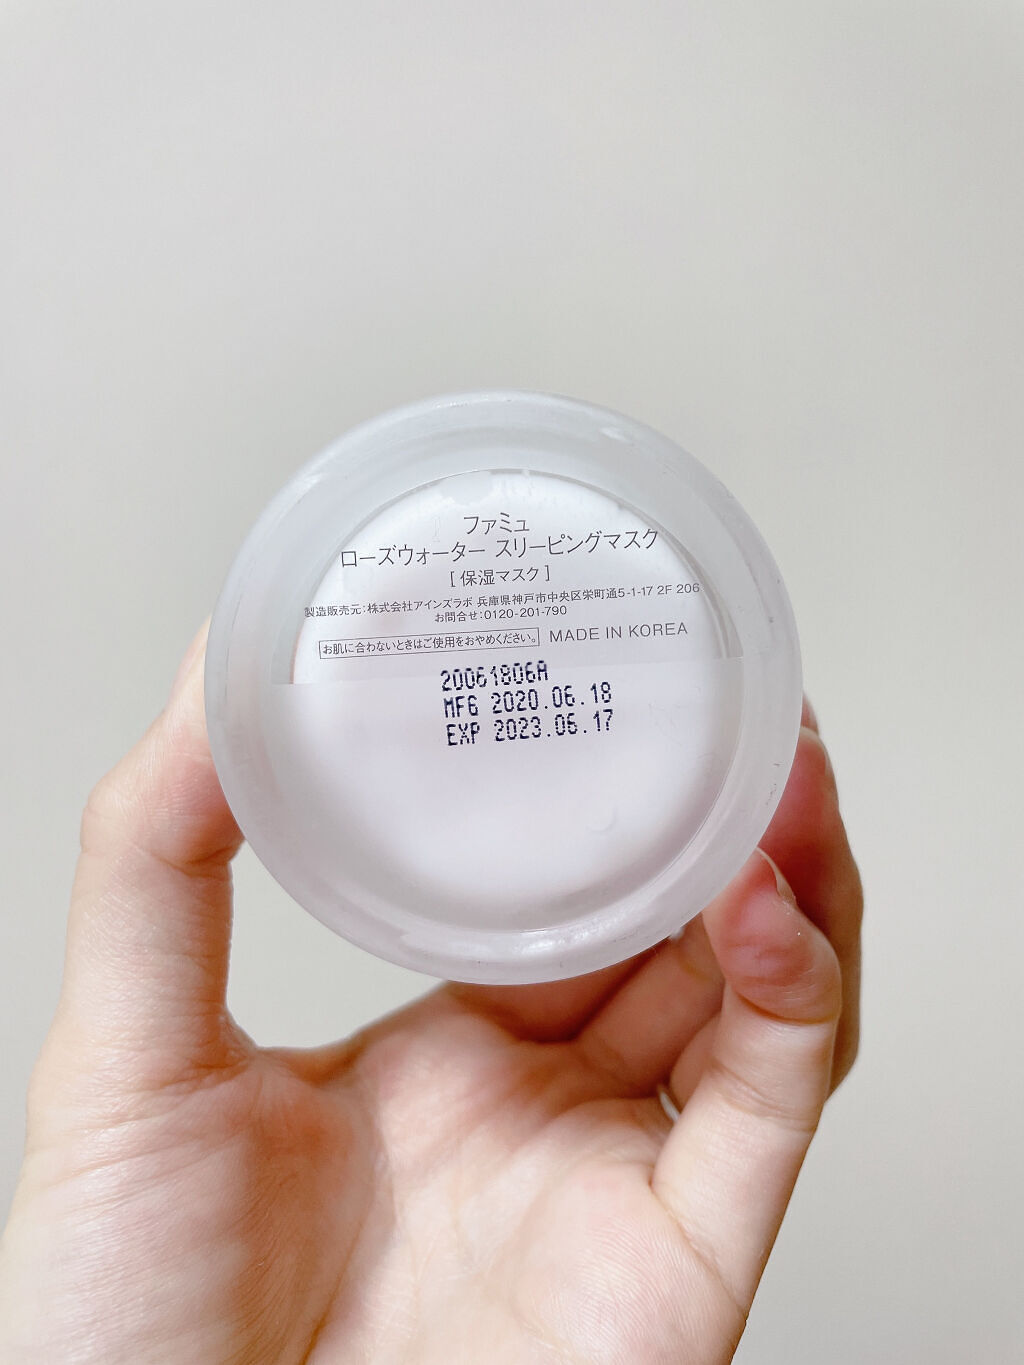 ファミュ
ローズウォーター スリーピングマスク
[ 保湿マスク ]
製造販売元:株式会社アインズラボ 兵庫県神戸市中央区栄町通5-1-17 2F 206
お問合せ:0120-201-790
お肌に合わないときはご使用をおやめください。 MADE IN KOREA
20061806A
MFG 2020.06.18
EXP 2023.06.17